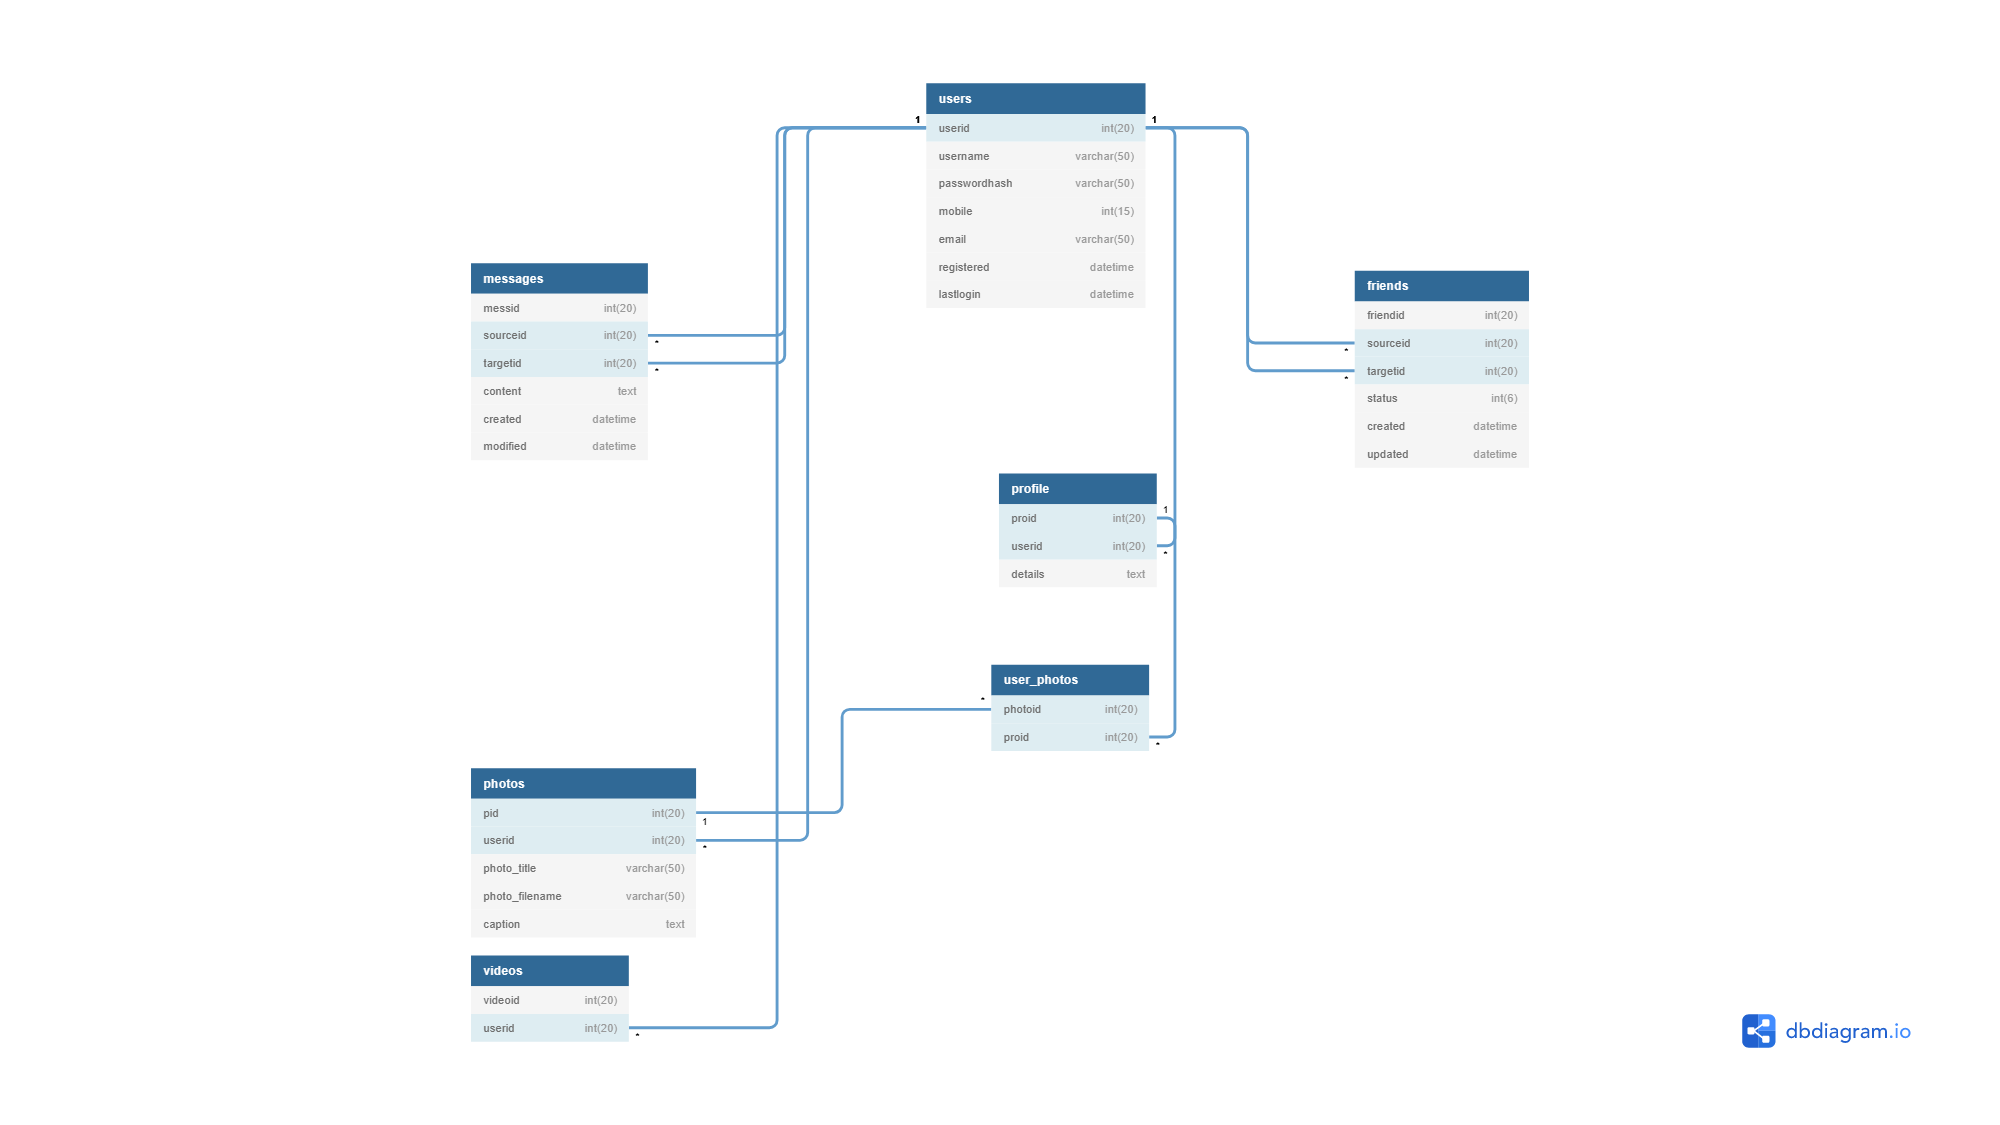 users
1
1
userid int(20)
username varchar(50)
passwordhash varchar(50)
mobile int(15)
email varchar(50)
registered datetime
lastlogin datetime
messages
messid int(20)
sourceid int(20)
*
targetid int(20)
*
content text
created datetime
modified datetime
friends
friendid int(20)
sourceid int(20)
*
targetid int(20)
*
status int(6)
created datetime
updated datetime
profile
1
proid int(20)
userid int(20)
*
details text
user_photos
*
photoid int(20)
proid int(20)
*
photos
pid int(20)
1
userid int(20)
*
photo_title varchar(50)
photo_filename varchar(50)
caption text
videos
videoid int(20)
userid int(20)
*
dbdiagram.io